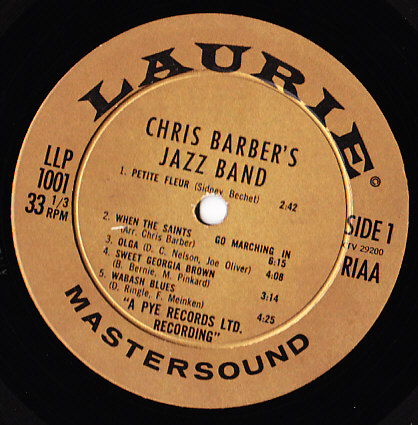 LAURIE ©
CHRIS BARBER'S
JAZZ BAND
LLP
1001
33 1/3
RPM
SIDE 1
XTV 29200
RIAA
1. PETITE FLEUR (Sidney Bechet) 2:42
2. WHEN THE SAINTS GO MARCHING IN
(Arr. Chris Barber) 6:15
3. OLGA (D. C. Nelson, Joe Oliver) 4:08
4. SWEET GEORGIA BROWN
(B. Bernie, M. Pinkard) 3:14
5. WABASH BLUES
(D. Ringle, F. Meinken) 4:25
"A PYE RECORDS LTD.
RECORDING"
MASTERSOUND